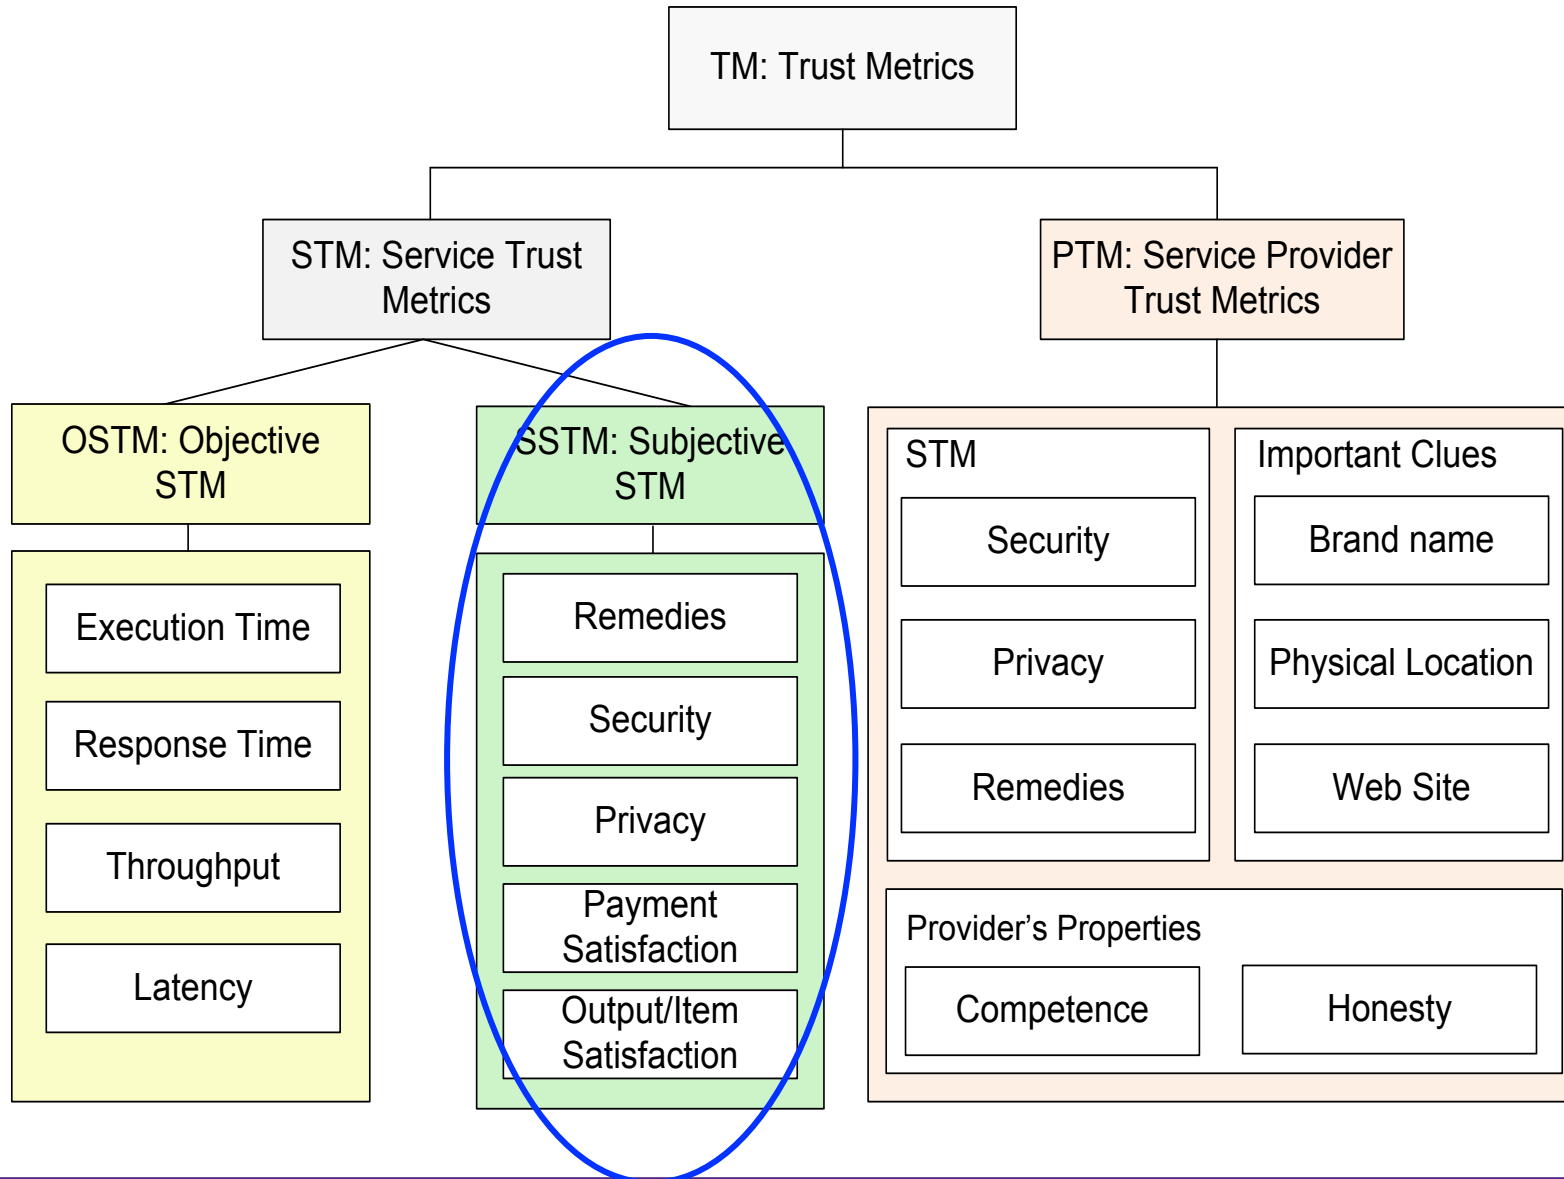 TM: Trust Metrics
STM: Service Trust
Metrics
PTM: Service Provider
Trust Metrics
OSTM: Objective
STM
Execution Time
Response Time
Throughput
Latency
SSTM: Subjective
STM
Remedies
Security
Privacy
Payment
Satisfaction
Output/Item
Satisfaction
STM
Security
Privacy
Remedies
Important Clues
Brand name
Physical Location
Web Site
Provider’s Properties
Competence
Honesty